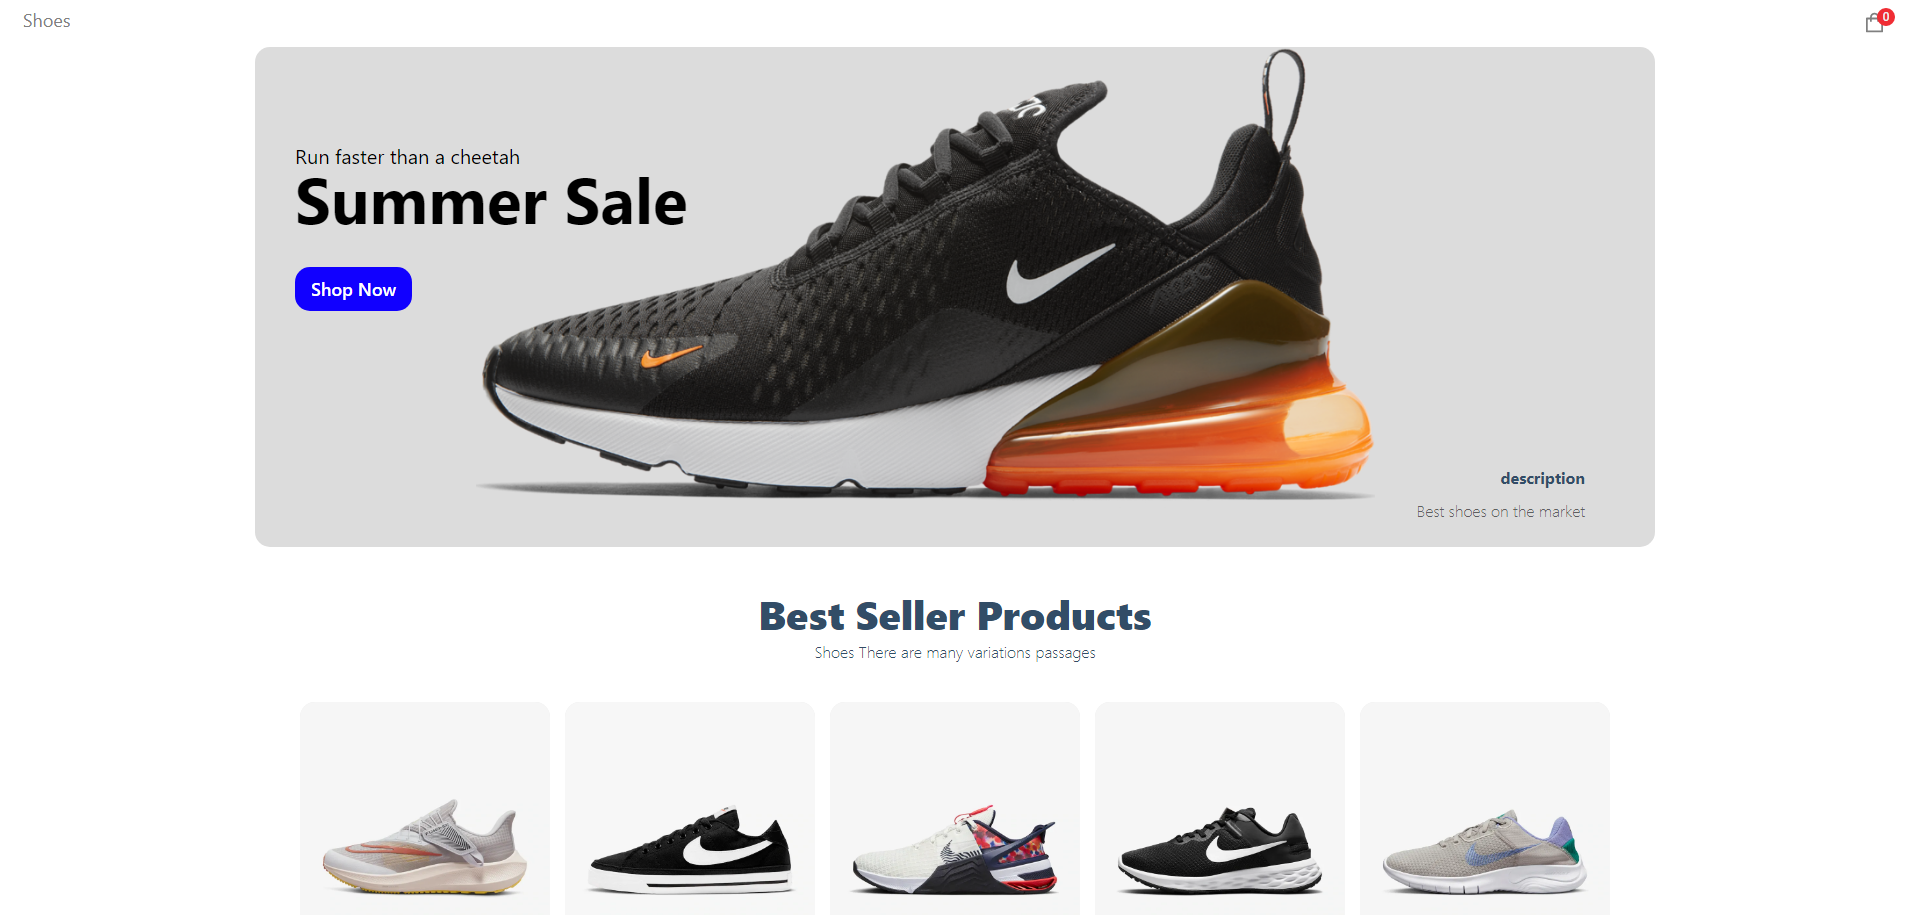 Shoes
0
Run faster than a cheetah
Summer Sale
Shop Now
description
Best shoes on the market
Best Seller Products
Shoes There are many variations passages